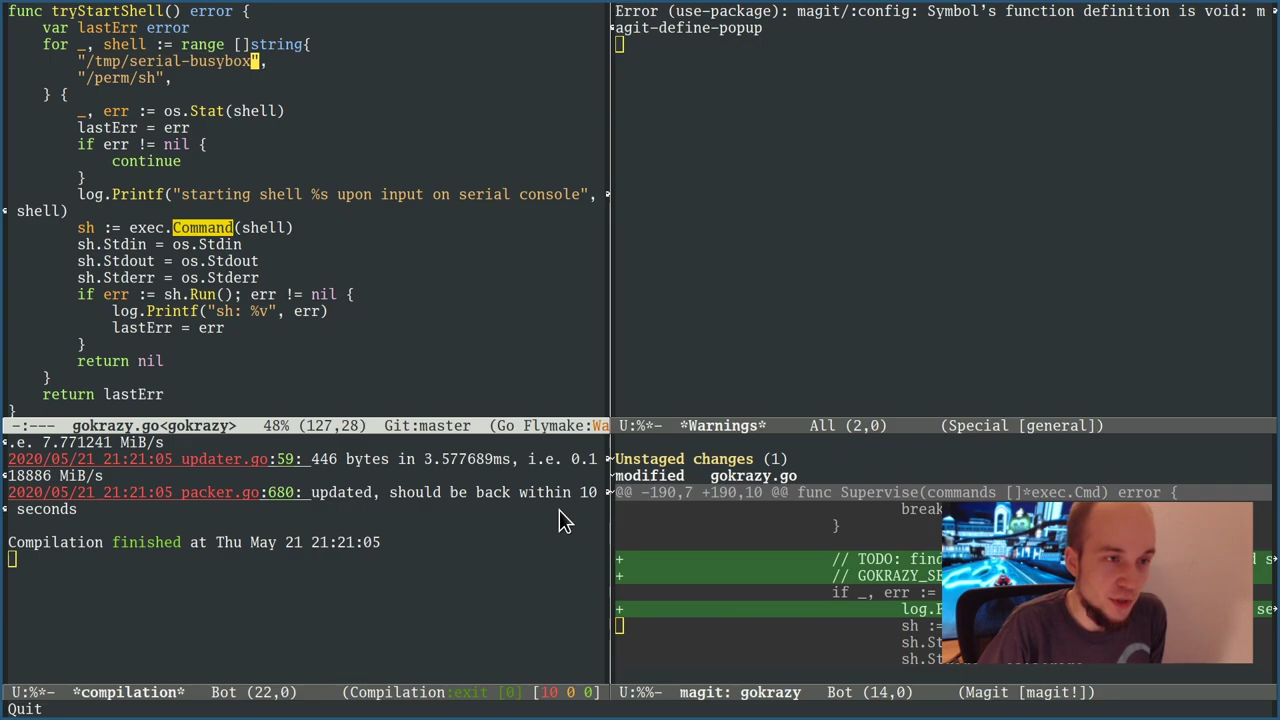 func tryStartShell() error {
var lastErr error
for _, shell := range []string{
"/tmp/serial-busybox",
"/perm/sh",
} {
_, err := os.Stat(shell)
lastErr = err
if err != nil {
continue
}
log.Printf("starting shell %s upon input on serial console",
shell)
sh := exec.Command(shell)
sh.Stdin = os.Stdin
sh.Stdout = os.Stdout
sh.Stderr = os.Stderr
if err := sh.Run(); err != nil {
log.Printf("sh: %v", err)
lastErr = err
}
return nil
}
return lastErr
}
-:--- gokrazy.go<gokrazy> 48% (127,28) Git:master (Go Flymake:Wa
Error (use-package): magit/:config: Symbol’s function definition is void: m
agit-define-popup
U:%*- *Warnings* All (2,0) (Special [general])
.e. 7.771241 MiB/s
2020/05/21 21:21:05 updater.go:59: 446 bytes in 3.577689ms, i.e. 0.1
18886 MiB/s
2020/05/21 21:21:05 packer.go:680: updated, should be back within 10
seconds
Compilation finished at Thu May 21 21:21:05
U:%*- *compilation* Bot (22,0) (Compilation:exit [0] [10 0 0]
Unstaged changes (1)
modified gokrazy.go
@@ -190,7 +190,10 @@ func Supervise(commands []*exec.Cmd) error {
break
}
+ // TODO: find
+ // GOKRAZY_SE
if _, err :=
+ log.P se
sh :=
sh.St
sh.St
U:%%- magit: gokrazy Bot (14,0) (Magit [magit!])
Quit